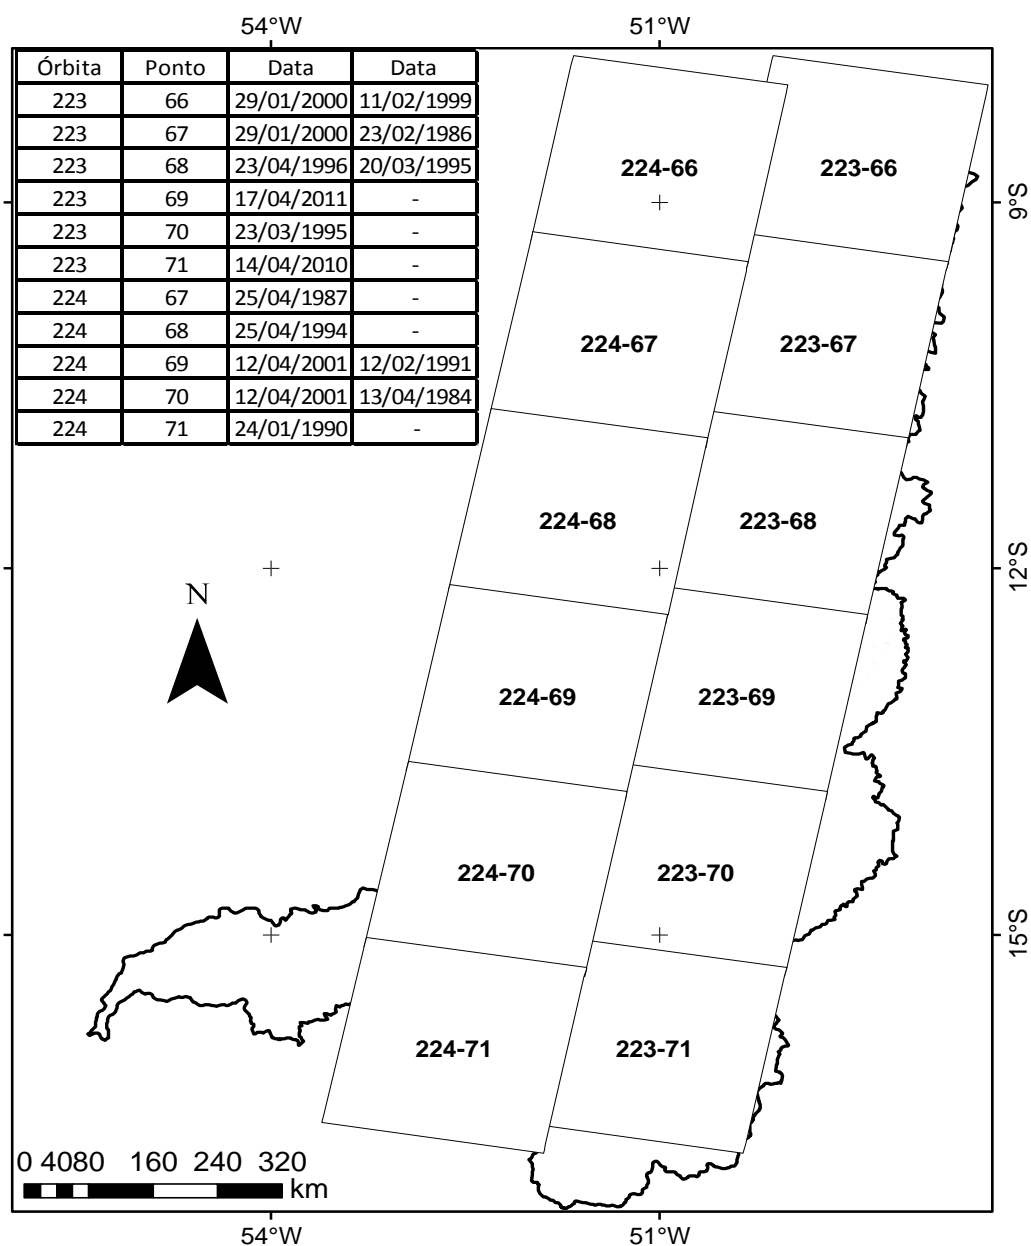 54°W 51°W
Órbita Ponto Data Data
223 66 29/01/2000 11/02/1999
223 67 29/01/2000 23/02/1986
223 68 23/04/1996 20/03/1995
223 69 17/04/2011 -
223 70 23/03/1995 -
223 71 14/04/2010 -
224 67 25/04/1987 -
224 68 25/04/1994 -
224 69 12/04/2001 12/02/1991
224 70 12/04/2001 13/04/1984
224 71 24/01/1990 -
224-66 223-66
9°S
224-67 223-67
224-68 223-68
12°S
N
224-69 223-69
224-70 223-70
15°S
224-71 223-71
0 40 80 160 240 320
km
54°W 51°W